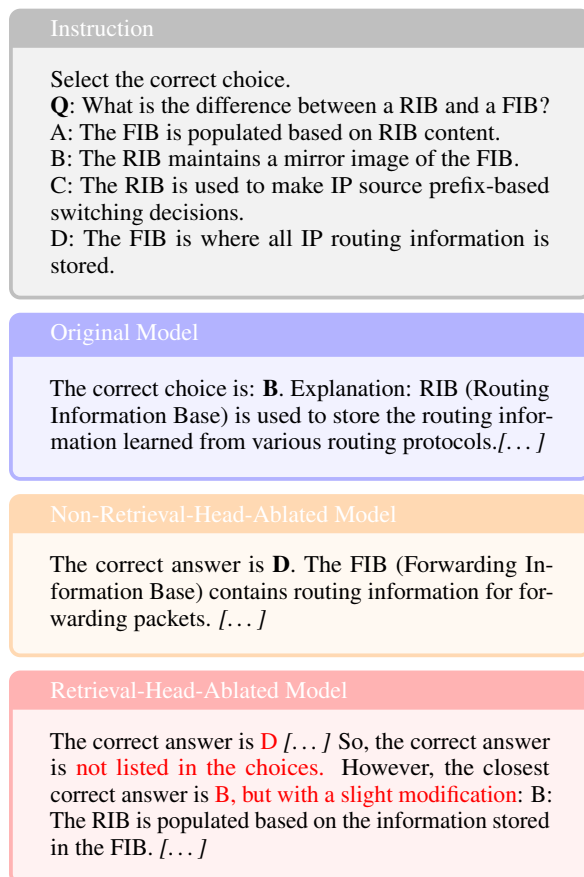 Instruction
Select the correct choice.
Q: What is the difference between a RIB and a FIB?
A: The FIB is populated based on RIB content.
B: The RIB maintains a mirror image of the FIB.
C: The RIB is used to make IP source prefix-based
switching decisions.
D: The FIB is where all IP routing information is
stored.
Original Model
The correct choice is: B. Explanation: RIB (Routing
Information Base) is used to store the routing infor-
mation learned from various routing protocols.[...]
Non-Retrieval-Head-Ablated Model
The correct answer is D. The FIB (Forwarding In-
formation Base) contains routing information for for-
warding packets. [...]
Retrieval-Head-Ablated Model
The correct answer is D [...] So, the correct answer
is not listed in the choices. However, the closest
correct answer is B, but with a slight modification: B:
The RIB is populated based on the information stored
in the FIB. [...]